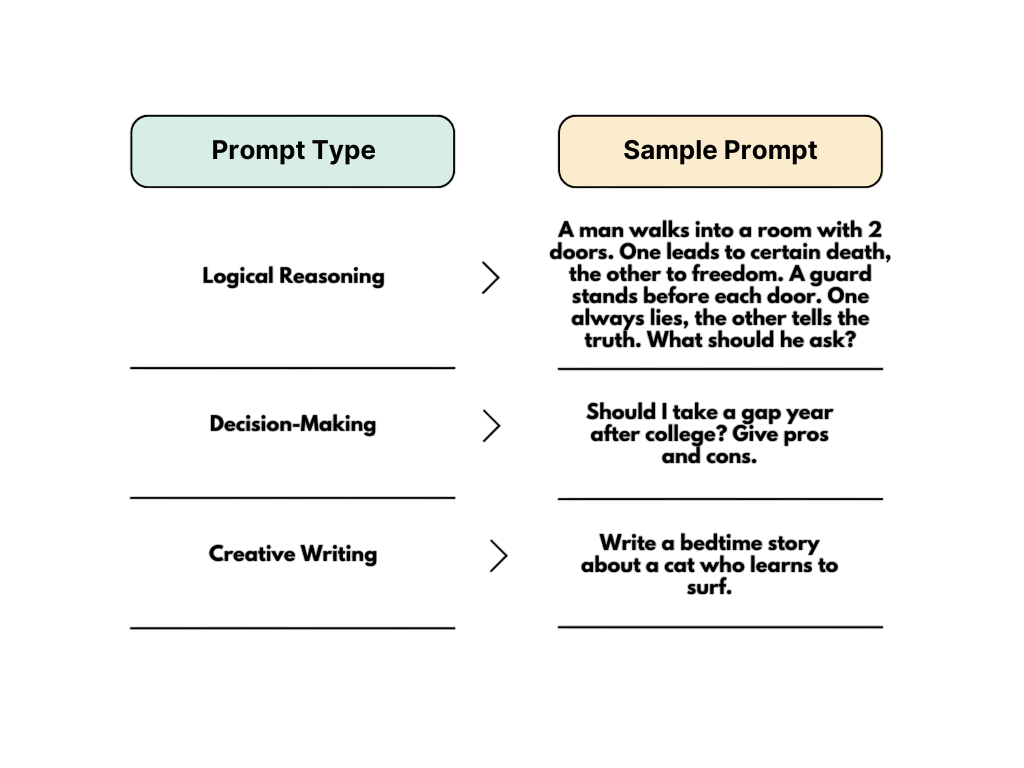 Prompt Type
Sample Prompt
Logical Reasoning
A man walks into a room with 2
doors. One leads to certain death,
the other to freedom. A guard
stands before each door. One
always lies, the other tells the
truth. What should he ask?
Decision-Making
Should I take a gap year
after college? Give pros
and cons.
Creative Writing
Write a bedtime story
about a cat who learns to
surf.